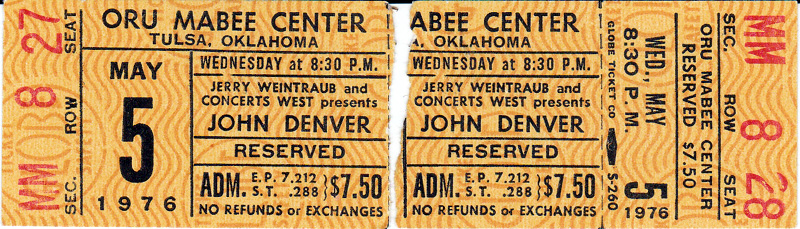 27 SEAT
8 ROW
MM SEC.
ORU MABEE CENTER
TULSA, OKLAHOMA
MAY
5
1976
WEDNESDAY at 8:30 P.M.
JERRY WEINTRAUB and
CONCERTS WEST presents
JOHN DENVER
RESERVED
ADM. E.P. 7.212 S.T. .288 $7.50
NO REFUNDS or EXCHANGES
MABEE CENTER
A, OKLAHOMA
WEDNESDAY at 8:30 P.M.
JERRY WEINTRAUB and
CONCERTS WEST presents
JOHN DENVER
RESERVED
ADM. E.P. 7.212 S.T. .288 $7.50
NO REFUNDS or EXCHANGES
GLOBE TICKET CO S-260
WED., MAY
8:30 P.M.
5
1976
ORU MABEE CENTER
RESERVED
$7.50
SEC. MM
ROW 8
SEAT 28